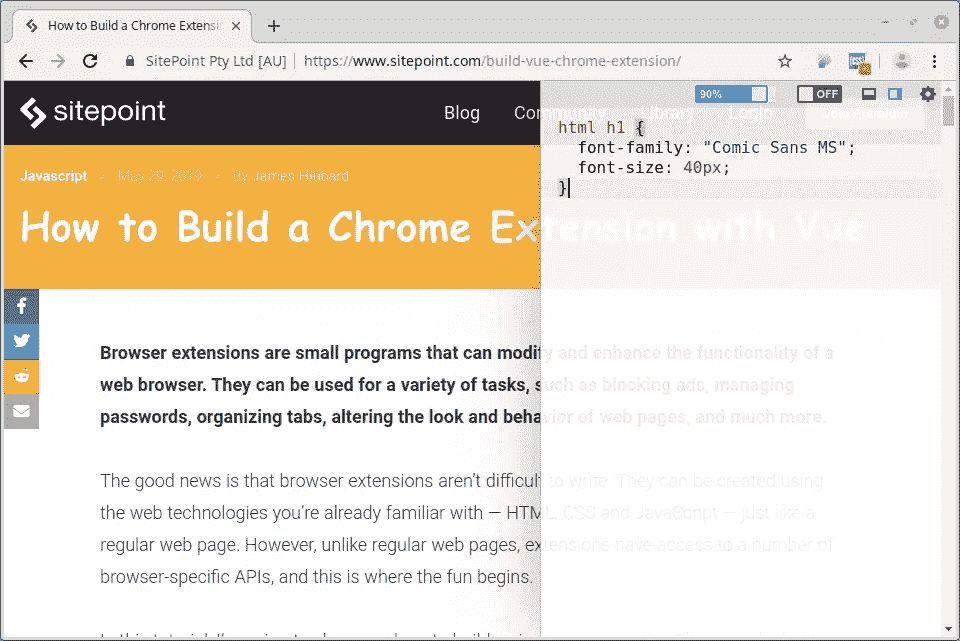 How to Build a Chrome Extensi
SitePoint Pty Ltd [AU] https://www.sitepoint.com/build-vue-chrome-extension/
css
90% OFF
sitepoint Blog Community Library Login Join Premium
html h1 {
font-family: "Comic Sans MS";
font-size: 40px;
}
Javascript - May 29, 2019 - By James Hibbard
How to Build a Chrome Extension with Vue
Browser extensions are small programs that can modify and enhance the functionality of a
web browser. They can be used for a variety of tasks, such as blocking ads, managing
passwords, organizing tabs, altering the look and behavior of web pages, and much more.
The good news is that browser extensions aren’t difficult to write. They can be created using
the web technologies you’re already familiar with — HTML, CSS and JavaScript — just like a
regular web page. However, unlike regular web pages, extensions have access to a number of
browser-specific APIs, and this is where the fun begins.